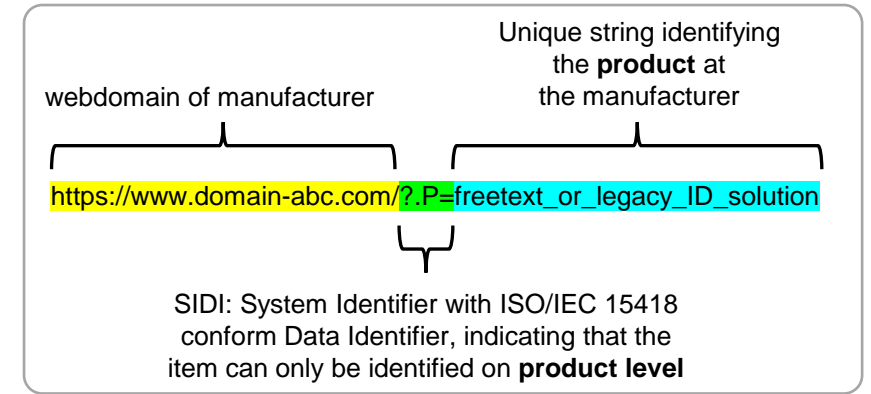 Unique string identifying
the product at
the manufacturer
webdomain of manufacturer
https://www.domain-abc.com/?.P=freetext_or_legacy_ID_solution
SIDI: System Identifier with ISO/IEC 15418
conform Data Identifier, indicating that the
item can only be identified on product level